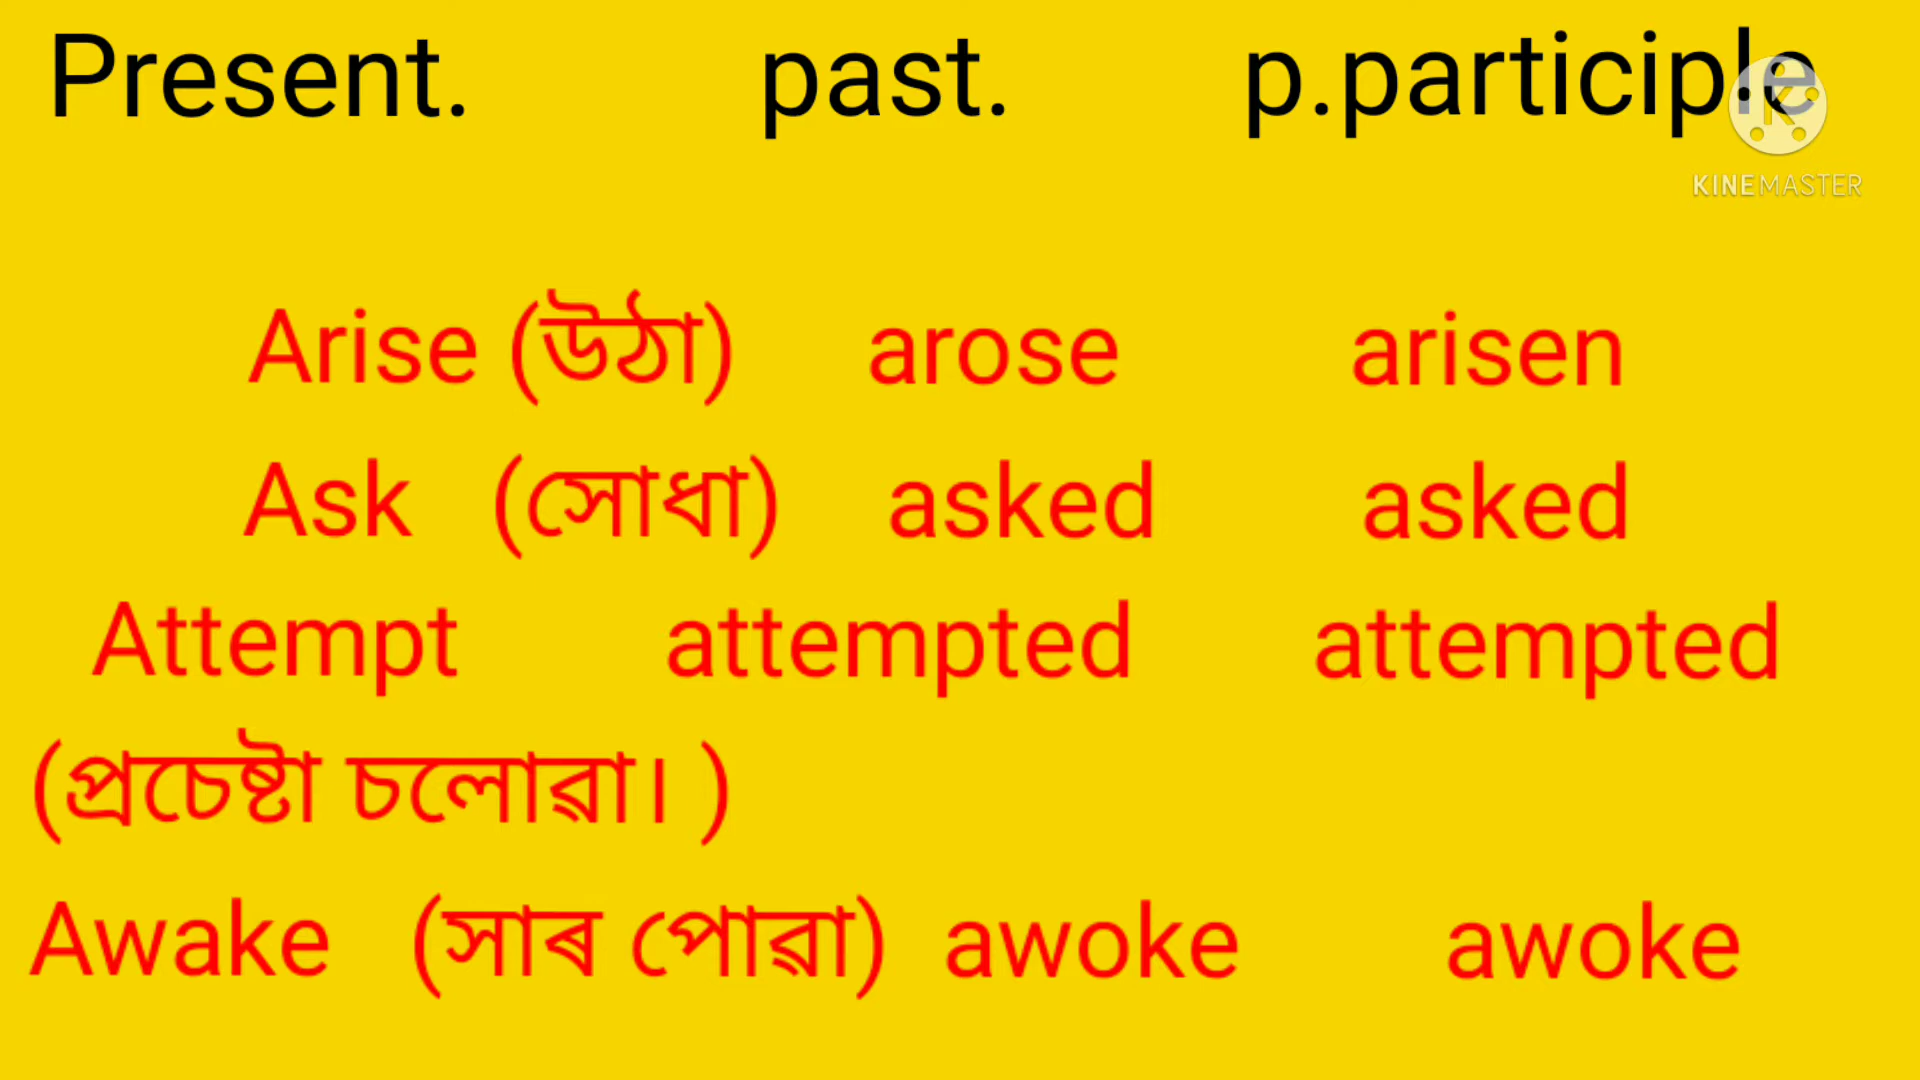 Present. past. p.participle
KINEMASTER
Arise (উঠা) arose arisen
Ask (সোধা) asked asked
Attempt attempted attempted
(প্ৰচেষ্টা চলোৱা। )
Awake (সাৰ পোৱা) awoke awoke